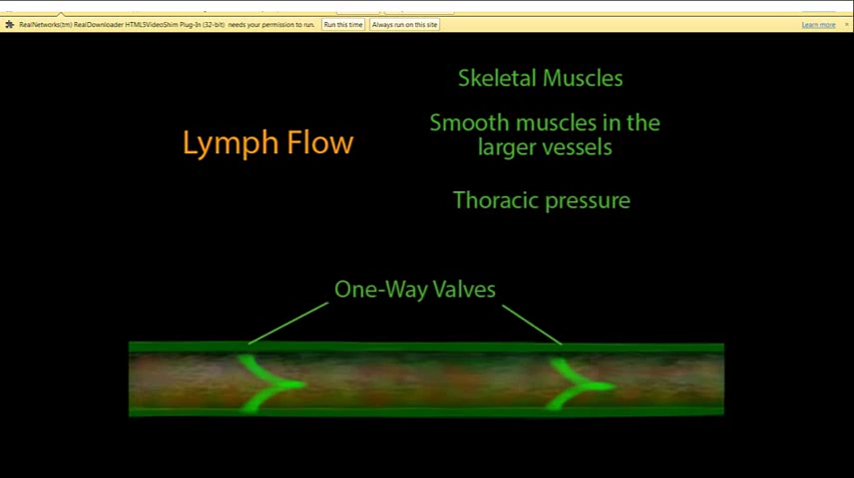 RealNetworks(tm) RealDownloader HTML5VideoShim Plug-In (32-bit) needs your permission to run. Run this time Always run on this site Learn more
Skeletal Muscles
Smooth muscles in the
larger vessels
Lymph Flow
Thoracic pressure
One-Way Valves